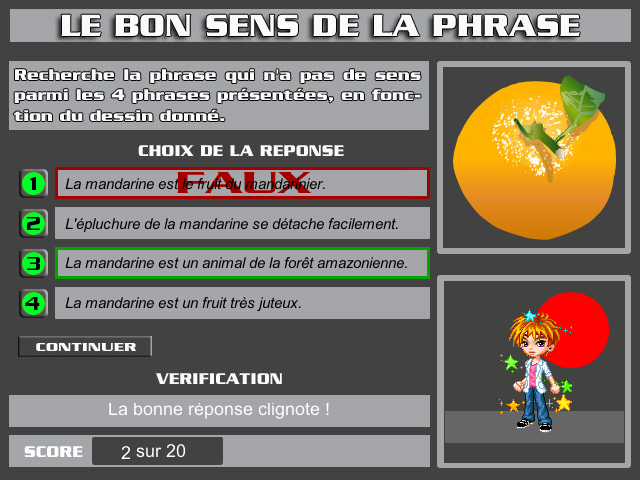 LE BON SENS DE LA PHRASE
Recherche la phrase qui n'a pas de sens
parmi les 4 phrases présentées, en fonc-
tion du dessin donné.
CHOIX DE LA REPONSE
1 La mandarine est le fruit du mandarinier.
FAUX
2 L'épluchure de la mandarine se détache facilement.
3 La mandarine est un animal de la forêt amazonienne.
4 La mandarine est un fruit très juteux.
CONTINUER
VERIFICATION
La bonne réponse clignote !
SCORE 2 sur 20